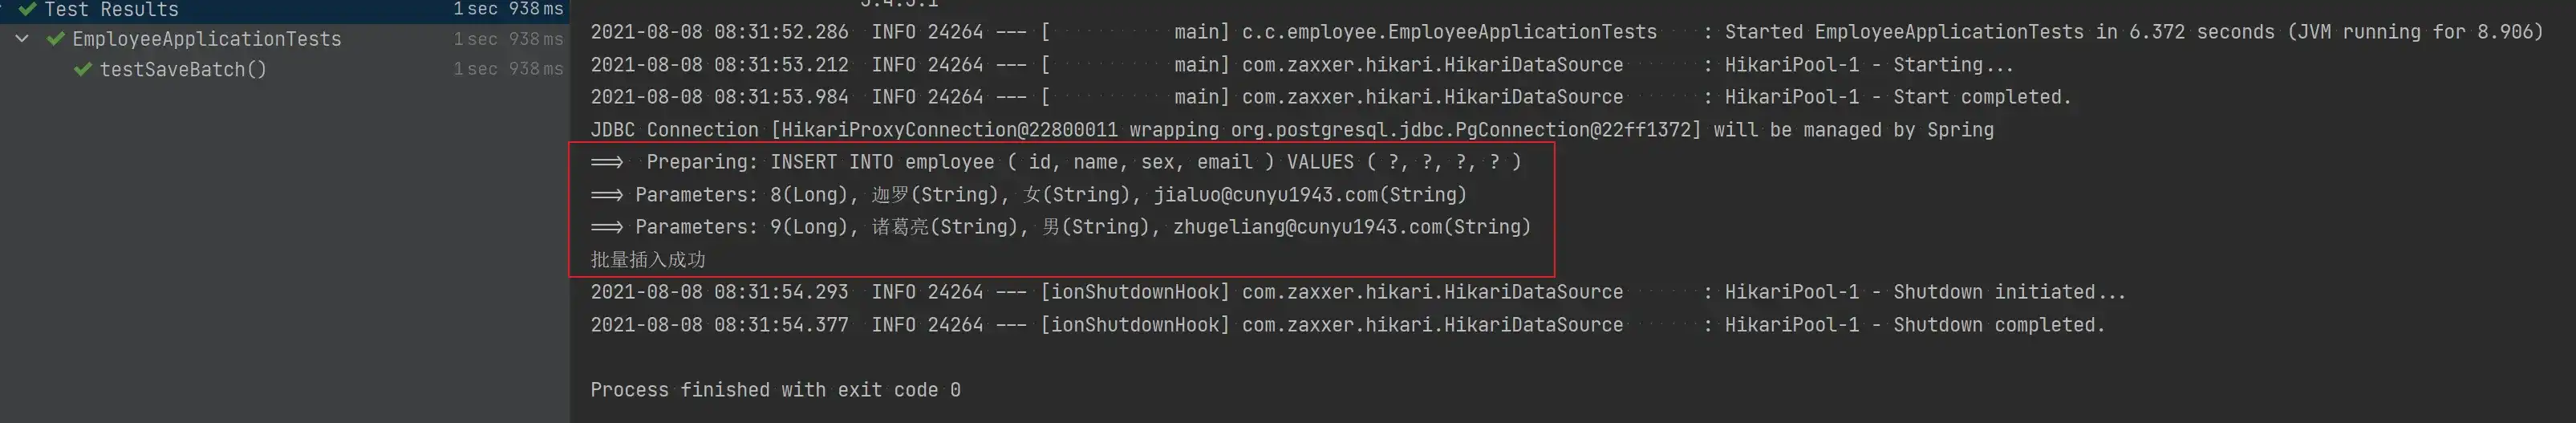 Test Results 1 sec 938 ms
EmployeeApplicationTests 1 sec 938 ms
testSaveBatch() 1 sec 938 ms
3.4.3.1
2021-08-08 08:31:52.286  INFO 24264 --- [           main] c.c.employee.EmployeeApplicationTests    : Started EmployeeApplicationTests in 6.372 seconds (JVM running for 8.906)
2021-08-08 08:31:53.212  INFO 24264 --- [           main] com.zaxxer.hikari.HikariDataSource       : HikariPool-1 - Starting...
2021-08-08 08:31:53.984  INFO 24264 --- [           main] com.zaxxer.hikari.HikariDataSource       : HikariPool-1 - Start completed.
JDBC Connection [HikariProxyConnection@22800011 wrapping org.postgresql.jdbc.PgConnection@22ff1372] will be managed by Spring
==>  Preparing: INSERT INTO employee ( id, name, sex, email ) VALUES ( ?, ?, ?, ? )
==> Parameters: 8(Long), 迦罗(String), 女(String), jialuo@cunyu1943.com(String)
==> Parameters: 9(Long), 诸葛亮(String), 男(String), zhugeliang@cunyu1943.com(String)
批量插入成功
2021-08-08 08:31:54.293  INFO 24264 --- [ionShutdownHook] com.zaxxer.hikari.HikariDataSource       : HikariPool-1 - Shutdown initiated...
2021-08-08 08:31:54.377  INFO 24264 --- [ionShutdownHook] com.zaxxer.hikari.HikariDataSource       : HikariPool-1 - Shutdown completed.
Process finished with exit code 0